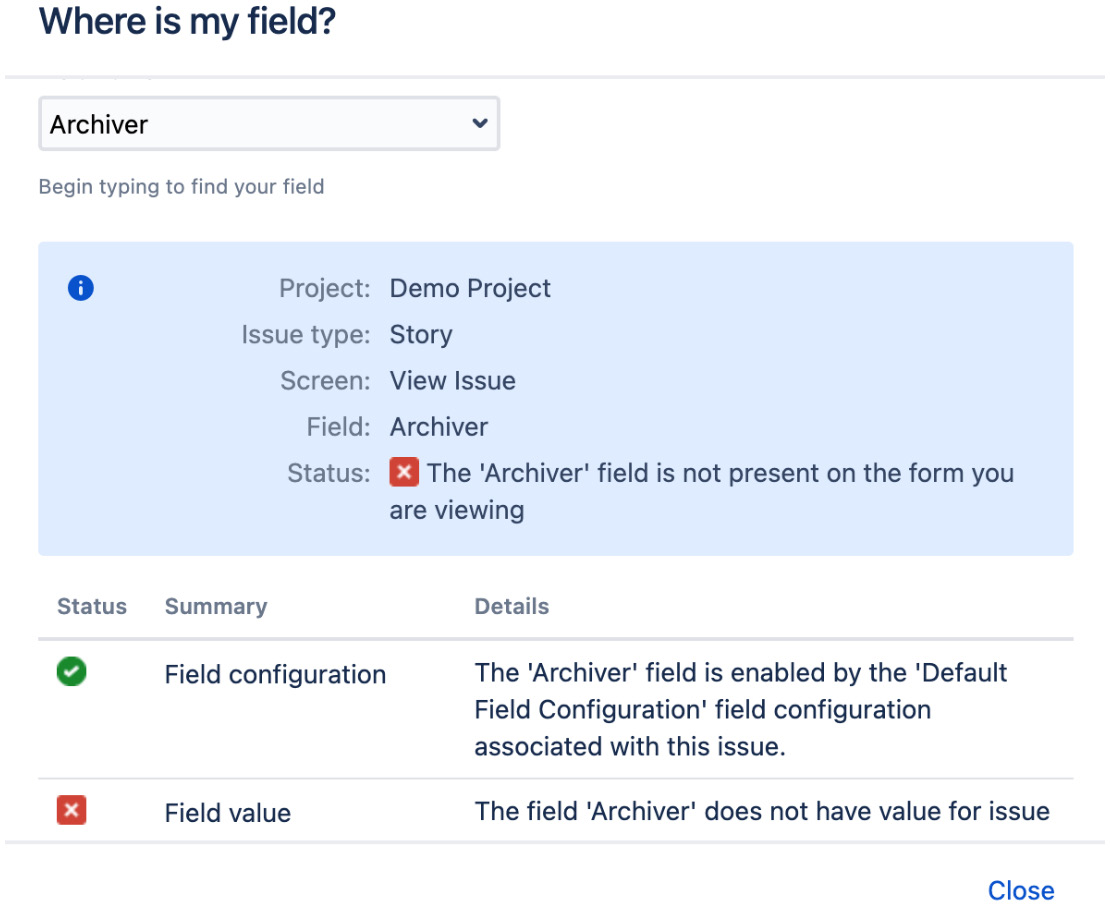 Where is my field?
Archiver
Begin typing to find your field
Project: Demo Project
Issue type: Story
Screen: View Issue
Field: Archiver
Status: The 'Archiver' field is not present on the form you
are viewing
Status Summary Details
Field configuration The 'Archiver' field is enabled by the 'Default
Field Configuration' field configuration
associated with this issue.
Field value The field 'Archiver' does not have value for issue
Close